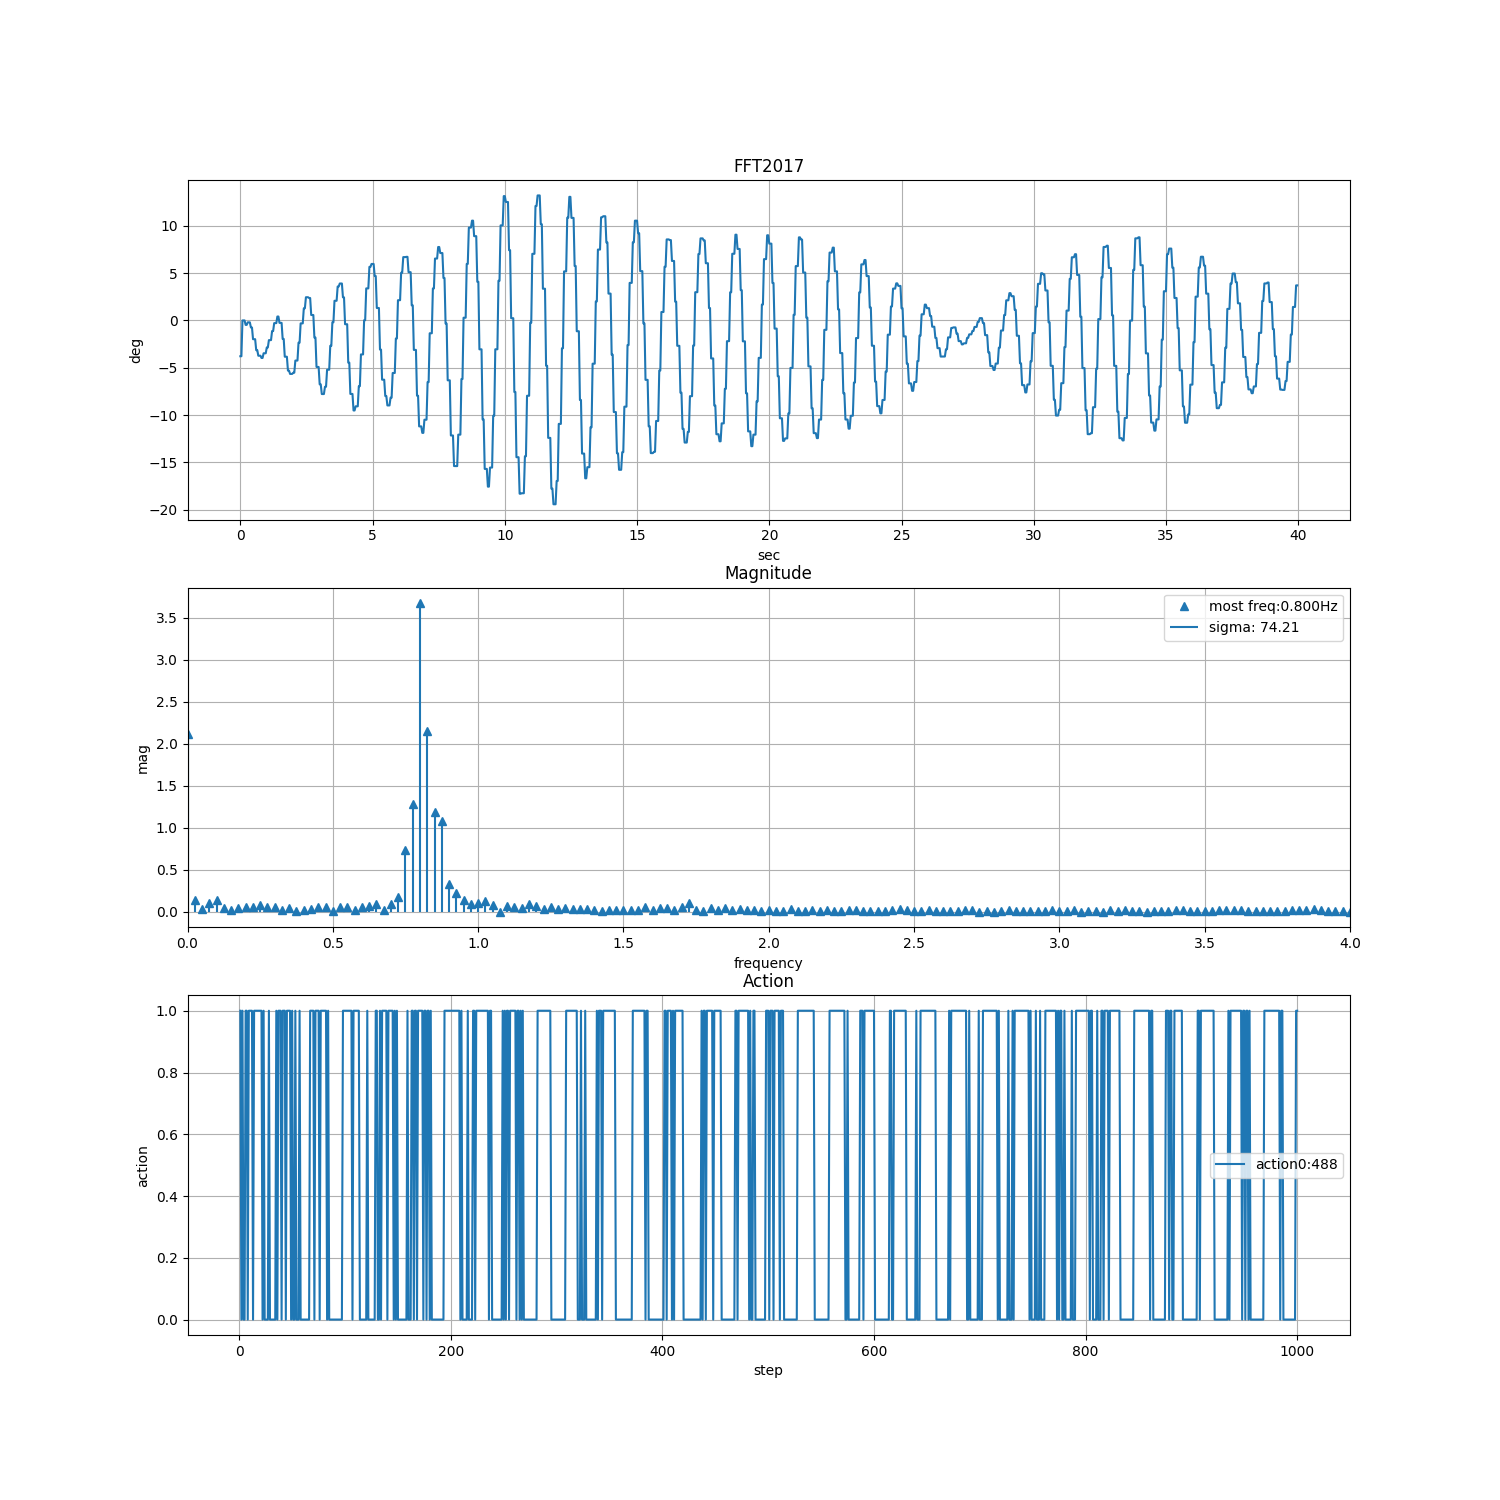 FFT2017
10
5
0
−5
−10
−15
−20
deg
0 5 10 15 20 25 30 35 40
sec
Magnitude
most freq:0.800Hz
sigma: 74.21
3.5
3.0
2.5
2.0
1.5
1.0
0.5
0.0
mag
0.0 0.5 1.0 1.5 2.0 2.5 3.0 3.5 4.0
frequency
Action
1.0
0.8
0.6
0.4
0.2
0.0
action
action0:488
0 200 400 600 800 1000
step